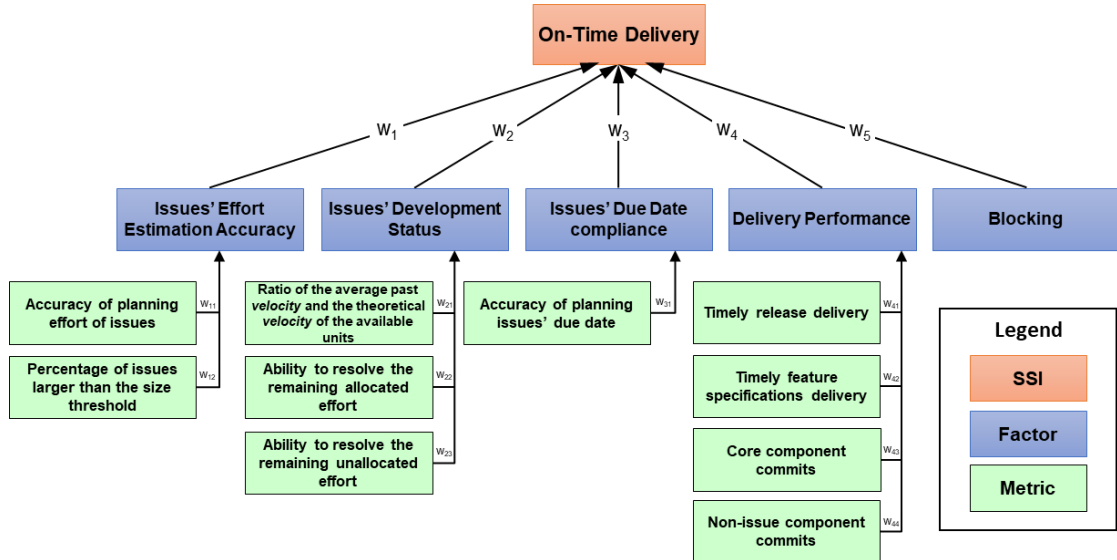 On-Time Delivery
w1
w2
w3
w4
w5
Issues' Effort
Estimation Accuracy
Issues' Development
Status
Issues' Due Date
compliance
Delivery Performance
Blocking
Accuracy of planning
effort of issues
w11
Percentage of issues
larger than the size
threshold
w12
Ratio of the average past
velocity and the theoretical
velocity of the available
units
w21
Ability to resolve the
remaining allocated
effort
w22
Ability to resolve the
remaining unallocated
effort
w23
Accuracy of planning
issues' due date
w31
Timely release delivery
w41
Timely feature
specifications delivery
w42
Core component
commits
w43
Non-issue component
commits
w44
Legend
SSI
Factor
Metric